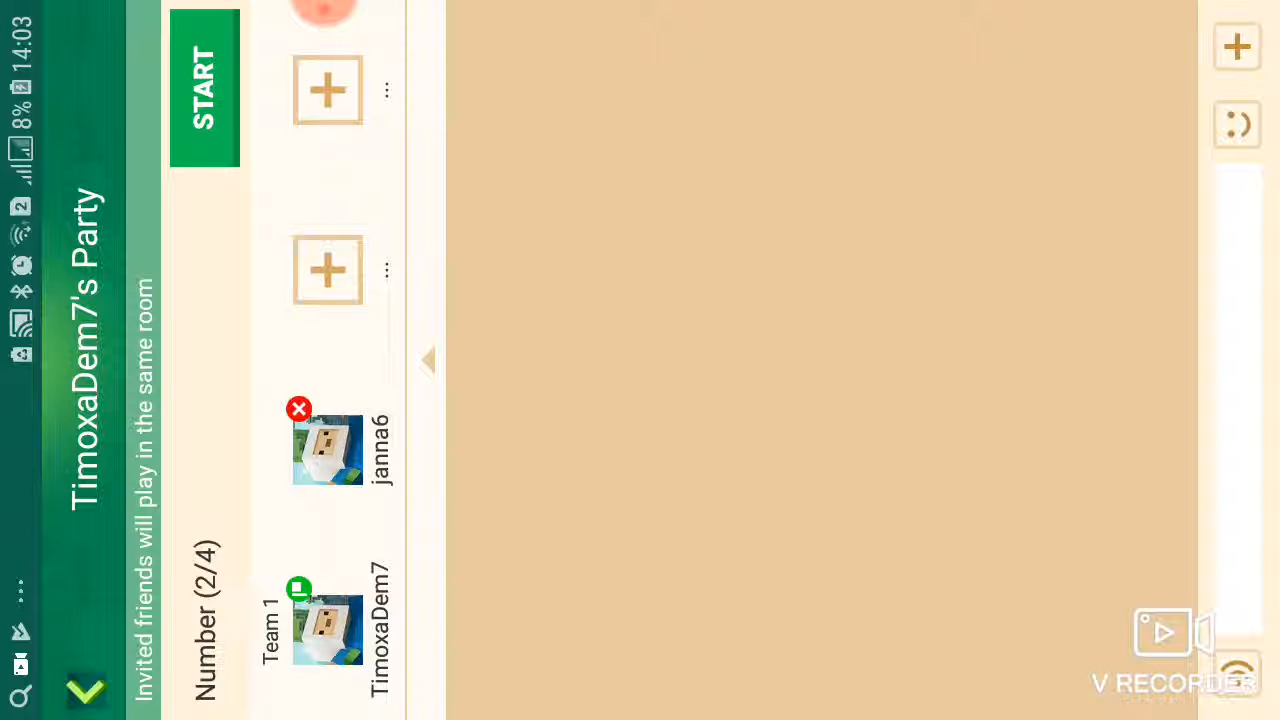 8% 14:03
TimoxaDem7's Party
Invited friends will play in the same room
Number (2/4)
START
Team 1
TimoxaDem7
janna6
...
...
V RECORDER